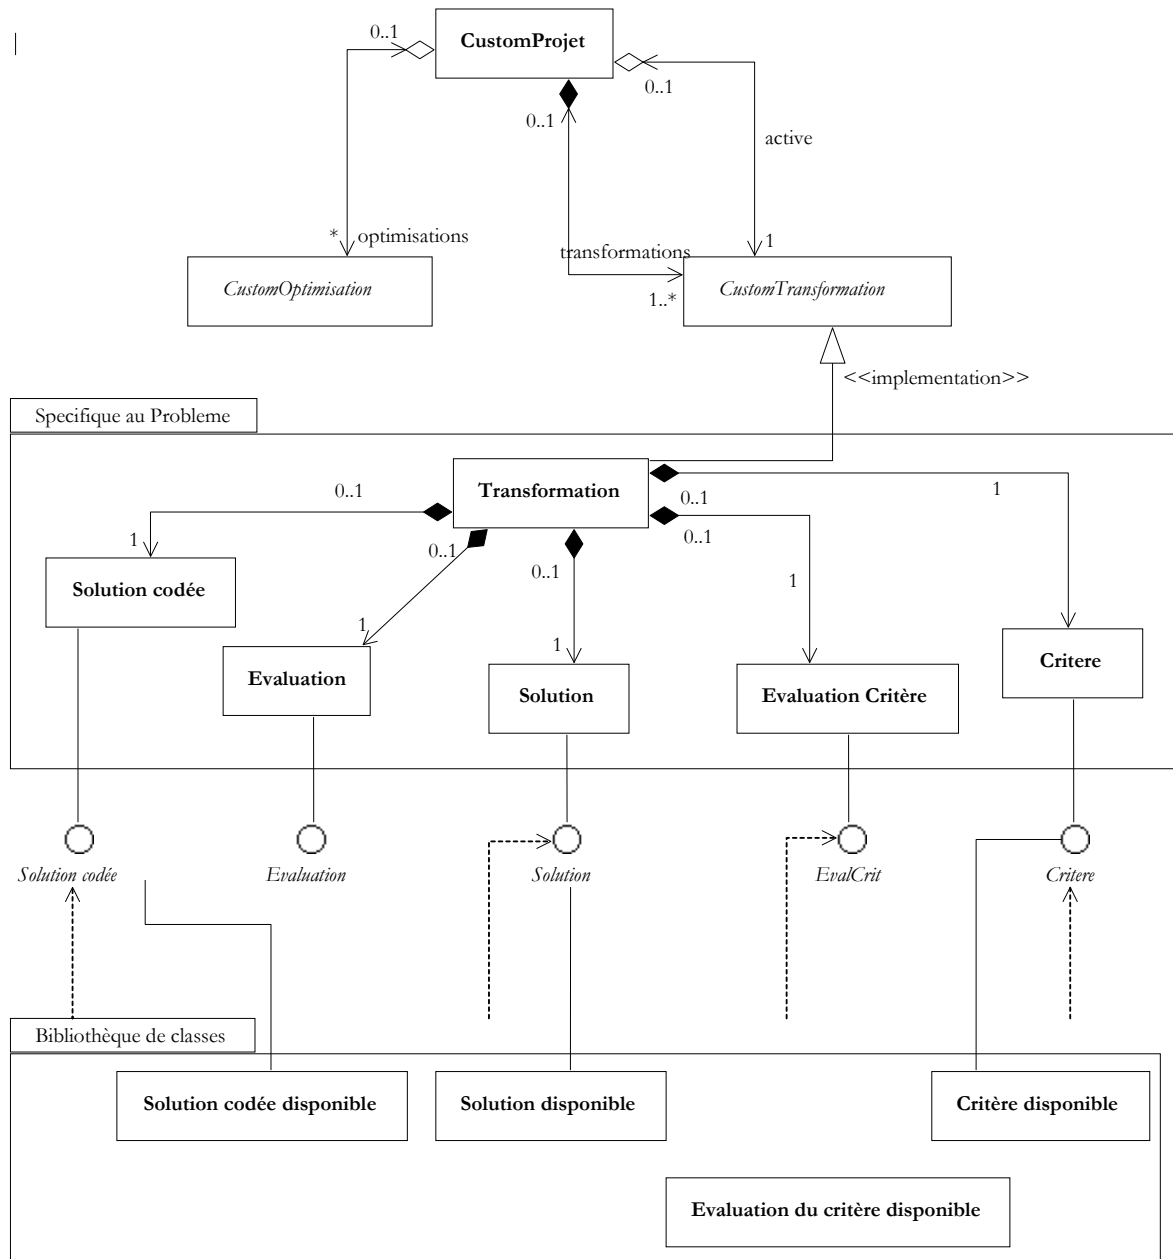 0..1
CustomProjet
0..1
0..1
active
* optimisations
transformations
1
1..*
CustomOptimisation
CustomTransformation
<<implementation>>
Specifique au Probleme
Transformation
0..1
0..1
1
0..1
1
0..1
0..1
Solution codée
1
1
1
Evaluation
Solution
Evaluation Critère
Critere
Solution codée
Evaluation
Solution
EvalCrit
Critere
Bibliothèque de classes
Solution codée disponible
Solution disponible
Critère disponible
Evaluation du critère disponible